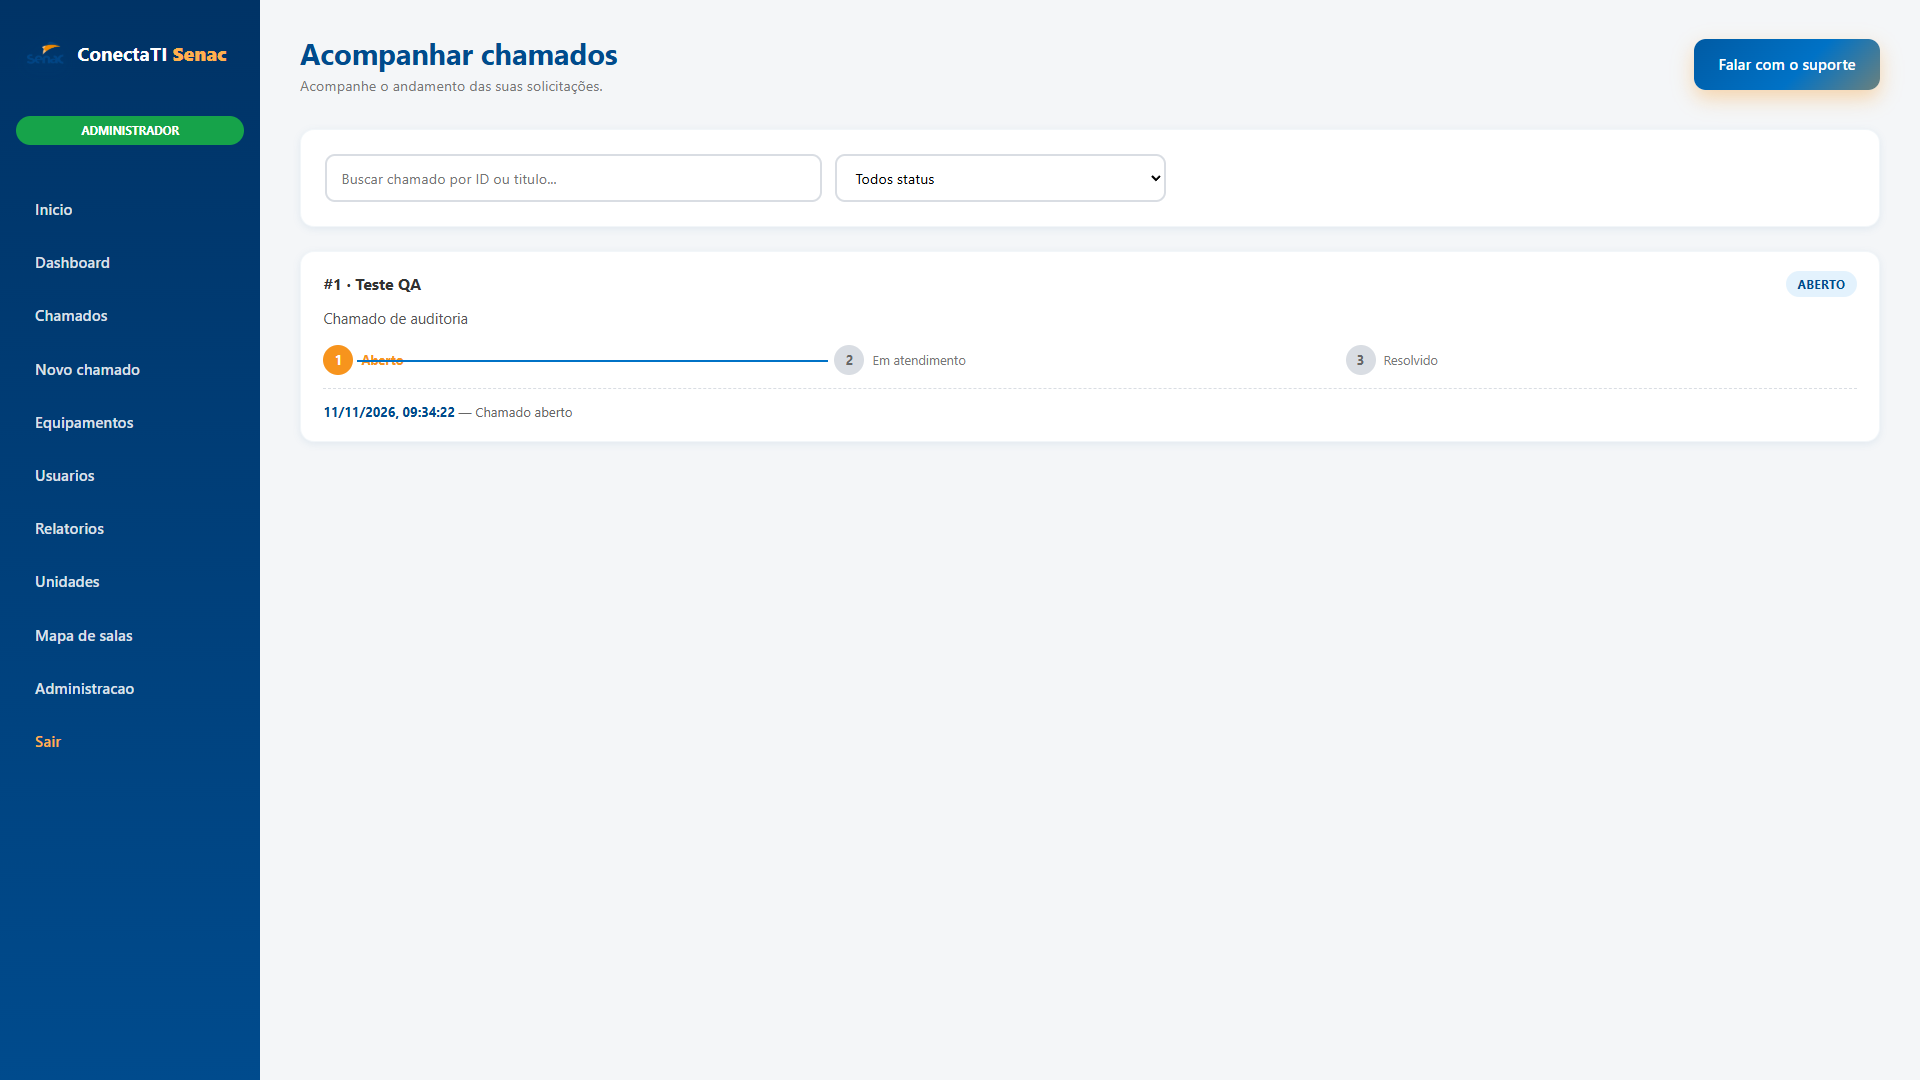 Senac
ConectaTI Senac
ADMINISTRADOR
Inicio
Dashboard
Chamados
Novo chamado
Equipamentos
Usuarios
Relatorios
Unidades
Mapa de salas
Administracao
Sair
Acompanhar chamados
Acompanhe o andamento das suas solicitações.
Falar com o suporte
Buscar chamado por ID ou titulo...
Todos status
#1 · Teste QA
ABERTO
Chamado de auditoria
1 Aberto
2 Em atendimento
3 Resolvido
11/11/2026, 09:34:22 — Chamado aberto